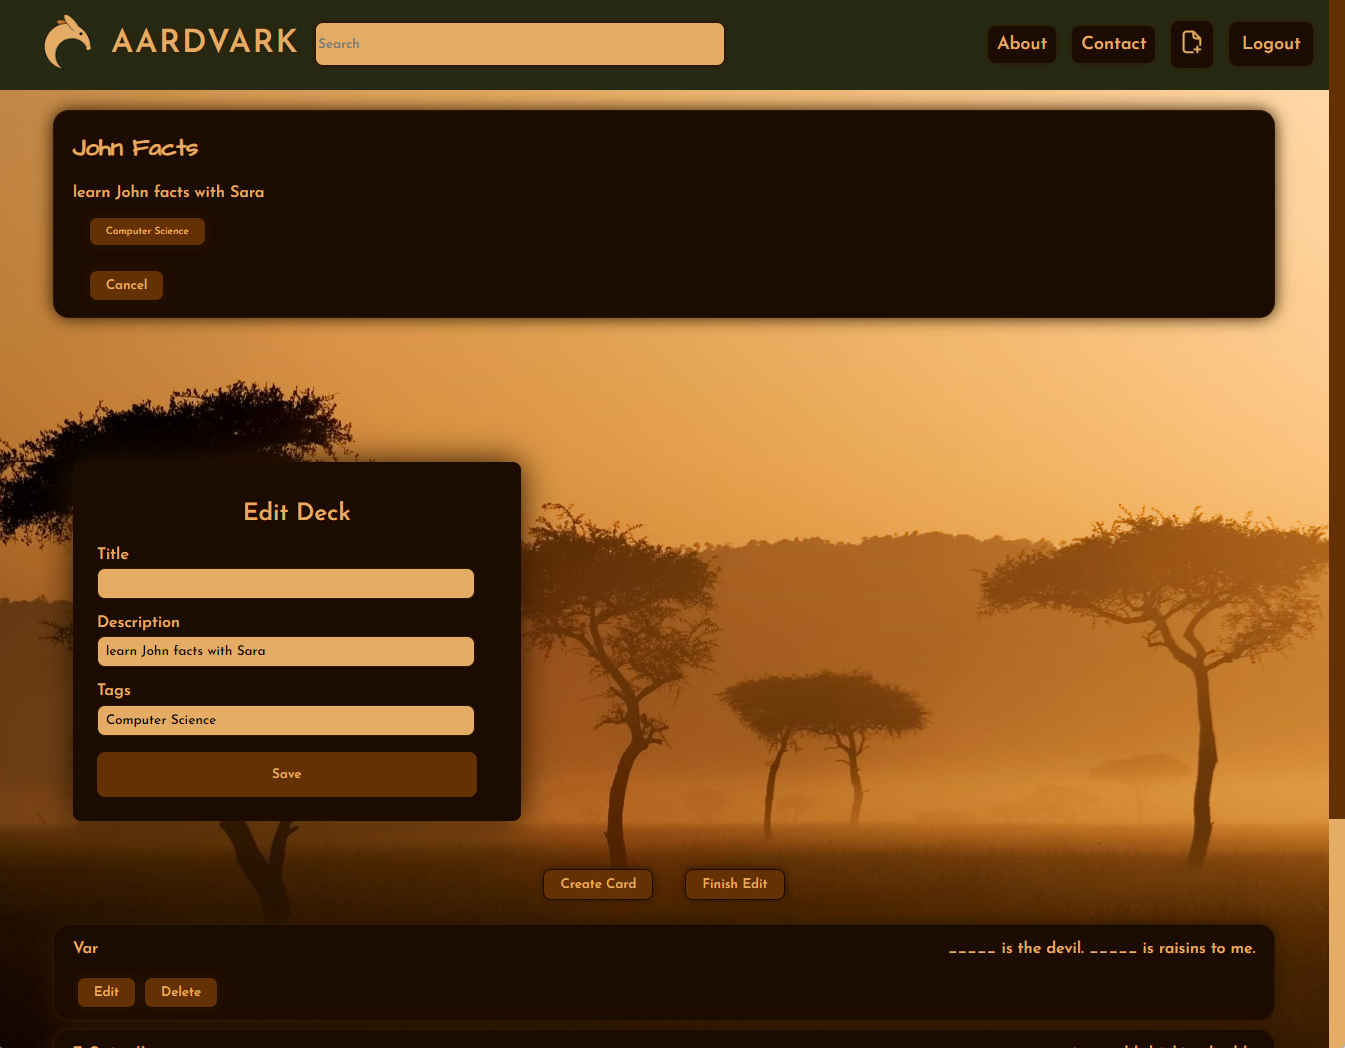 AARDVARK
Search
About
Contact
Logout
John Facts
learn John facts with Sara
Computer Science
Cancel
Edit Deck
Title
Description
learn John facts with Sara
Tags
Computer Science
Save
Create Card
Finish Edit
Var
_____ is the devil. _____ is raisins to me.
Edit
Delete